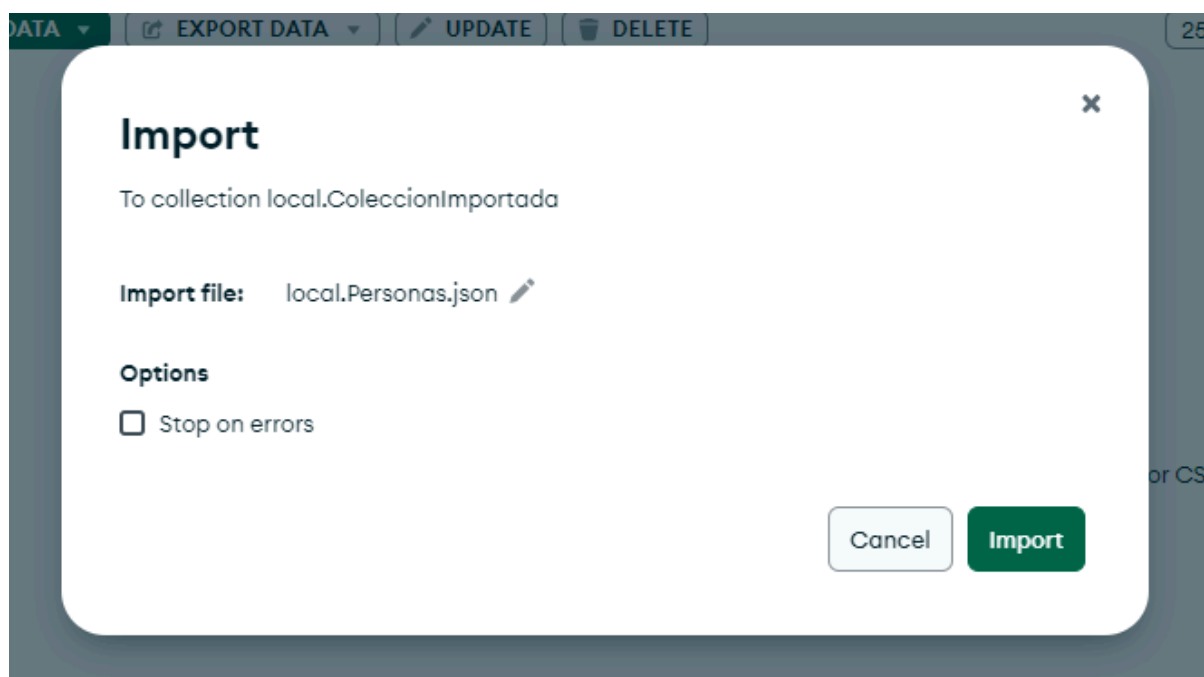 DATA EXPORT DATA UPDATE DELETE 25
Import
To collection local.ColeccionImportada
Import file: local.Personas.json
Options
Stop on errors
or CS
Cancel Import